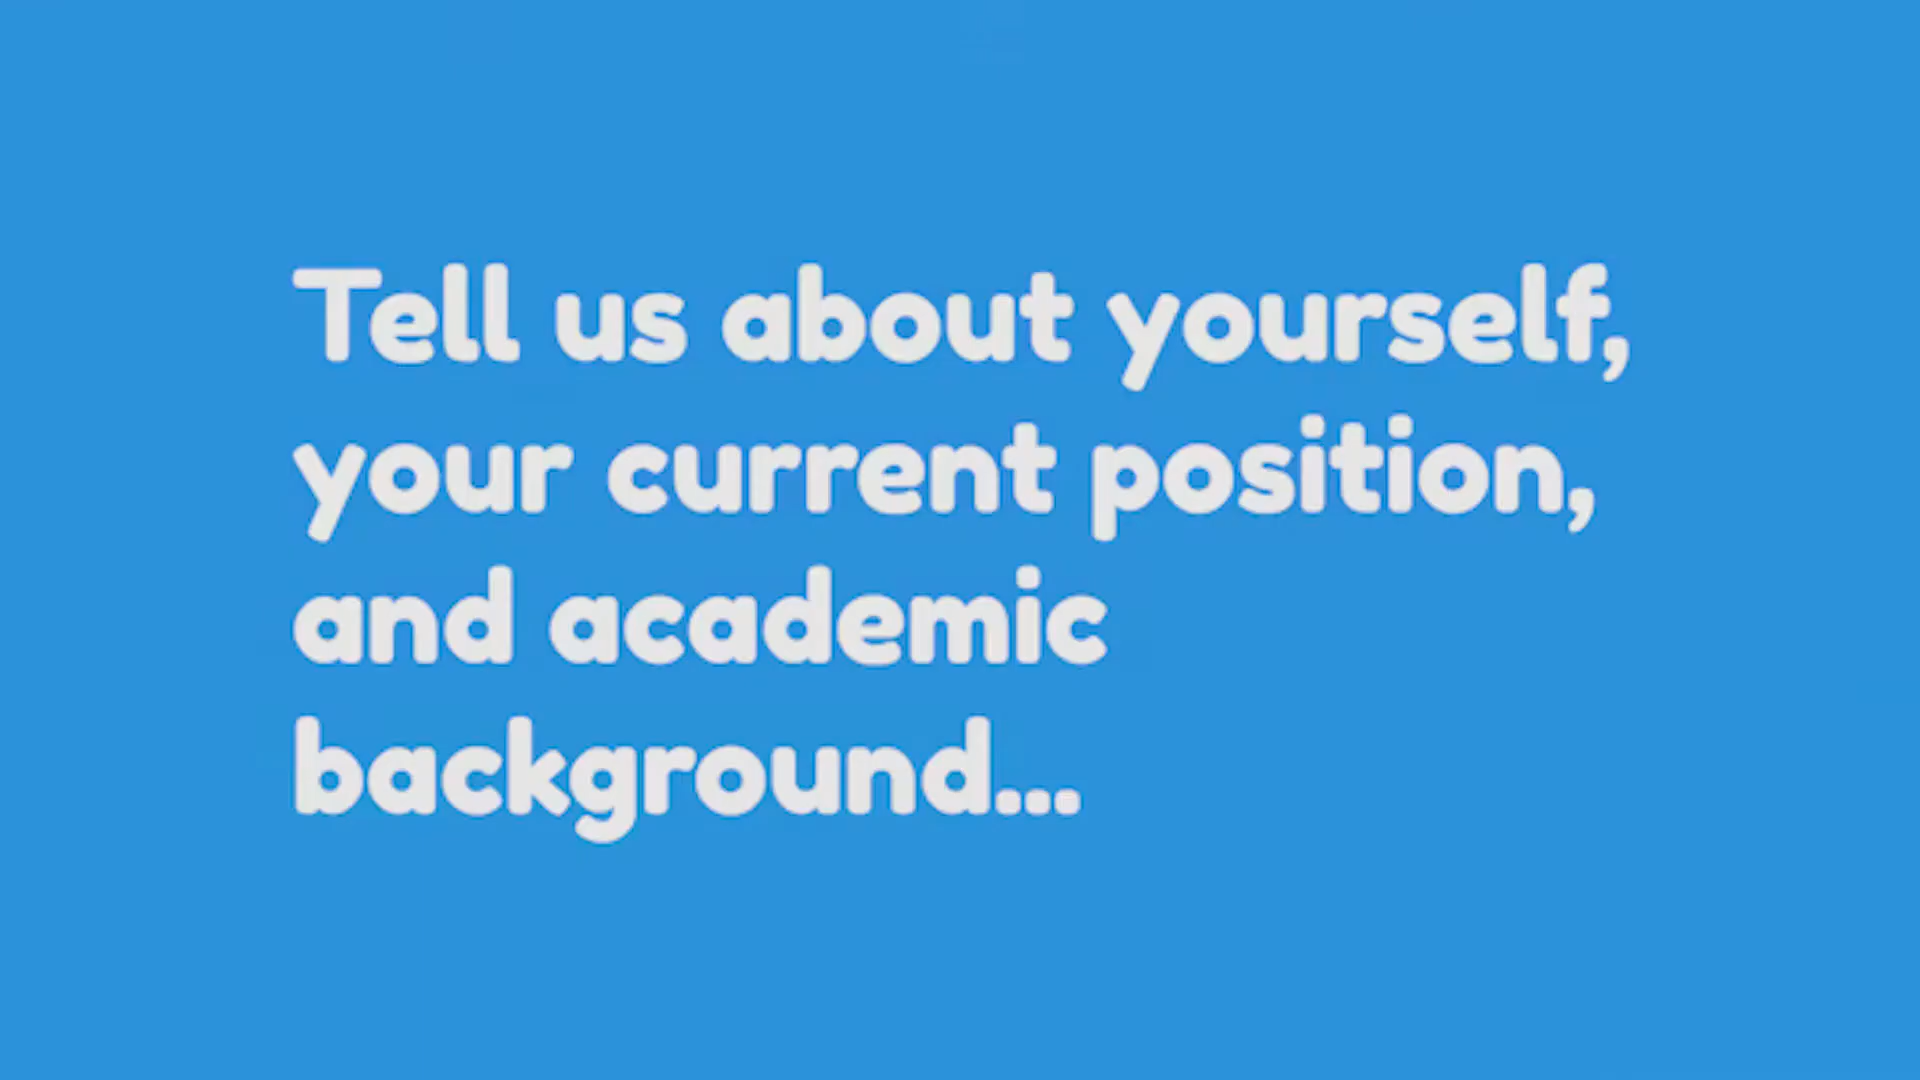 Tell us about yourself,
your current position,
and academic
background...